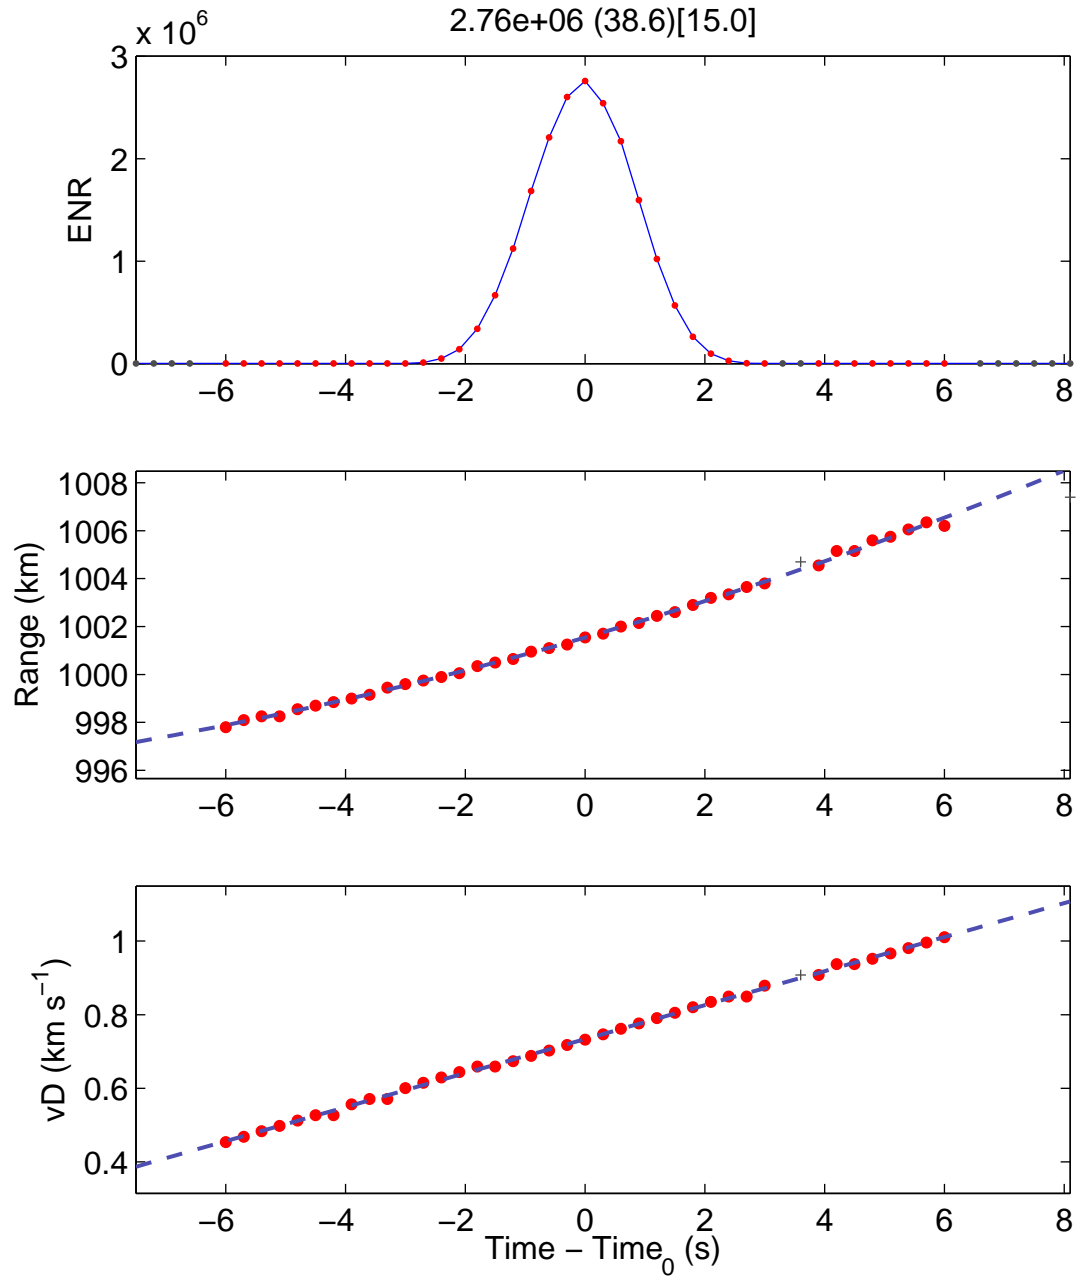 2.76e+06 (38.6)[15.0]
x 10^6
3
2
1
0
ENR
−6 −4 −2 0 2 4 6 8
1008
1006
1004
1002
1000
998
996
Range (km)
−6 −4 −2 0 2 4 6 8
1
0.8
0.6
0.4
vD (km s^−1)
−6 −4 −2 0 2 4 6 8
Time − Time_0 (s)